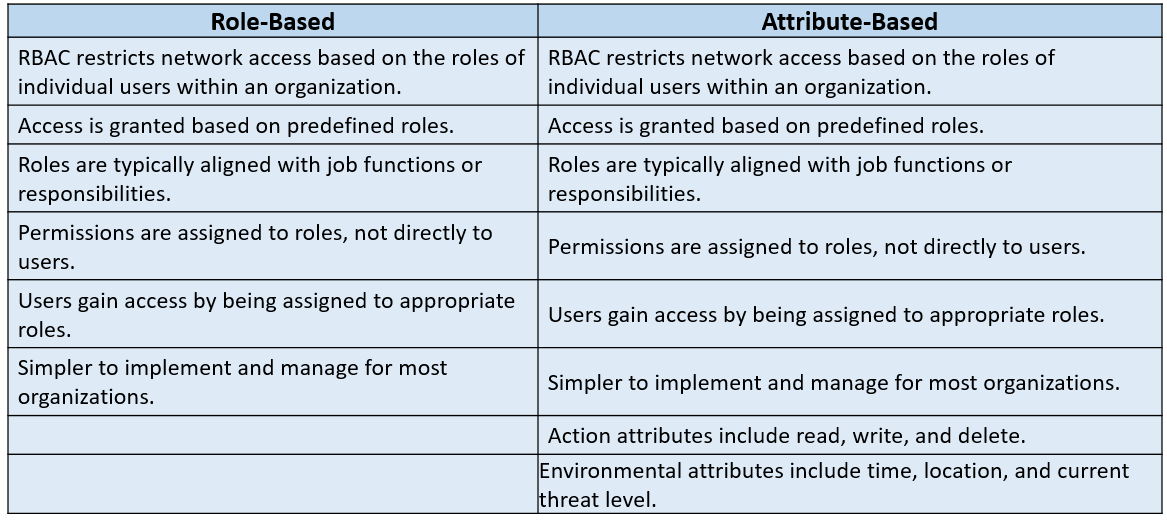 Role-Based
Attribute-Based
RBAC restricts network access based on the roles of
individual users within an organization.
RBAC restricts network access based on the roles of
individual users within an organization.
Access is granted based on predefined roles.
Access is granted based on predefined roles.
Roles are typically aligned with job functions or
responsibilities.
Roles are typically aligned with job functions or
responsibilities.
Permissions are assigned to roles, not directly to
users.
Permissions are assigned to roles, not directly to users.
Users gain access by being assigned to appropriate
roles.
Users gain access by being assigned to appropriate roles.
Simpler to implement and manage for most
organizations.
Simpler to implement and manage for most organizations.
Action attributes include read, write, and delete.
Environmental attributes include time, location, and current
threat level.